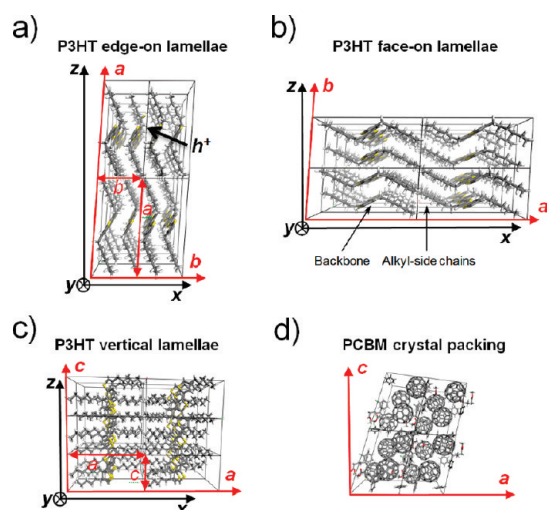 a)
P3HT edge-on lamellae
z
a
h+
b
a
b
y
x
b)
P3HT face-on lamellae
z
b
a
Backbone
Alkyl-side chains
y
x
c)
P3HT vertical lamellae
c
z
a
c
a
y
x
d)
PCBM crystal packing
c
a